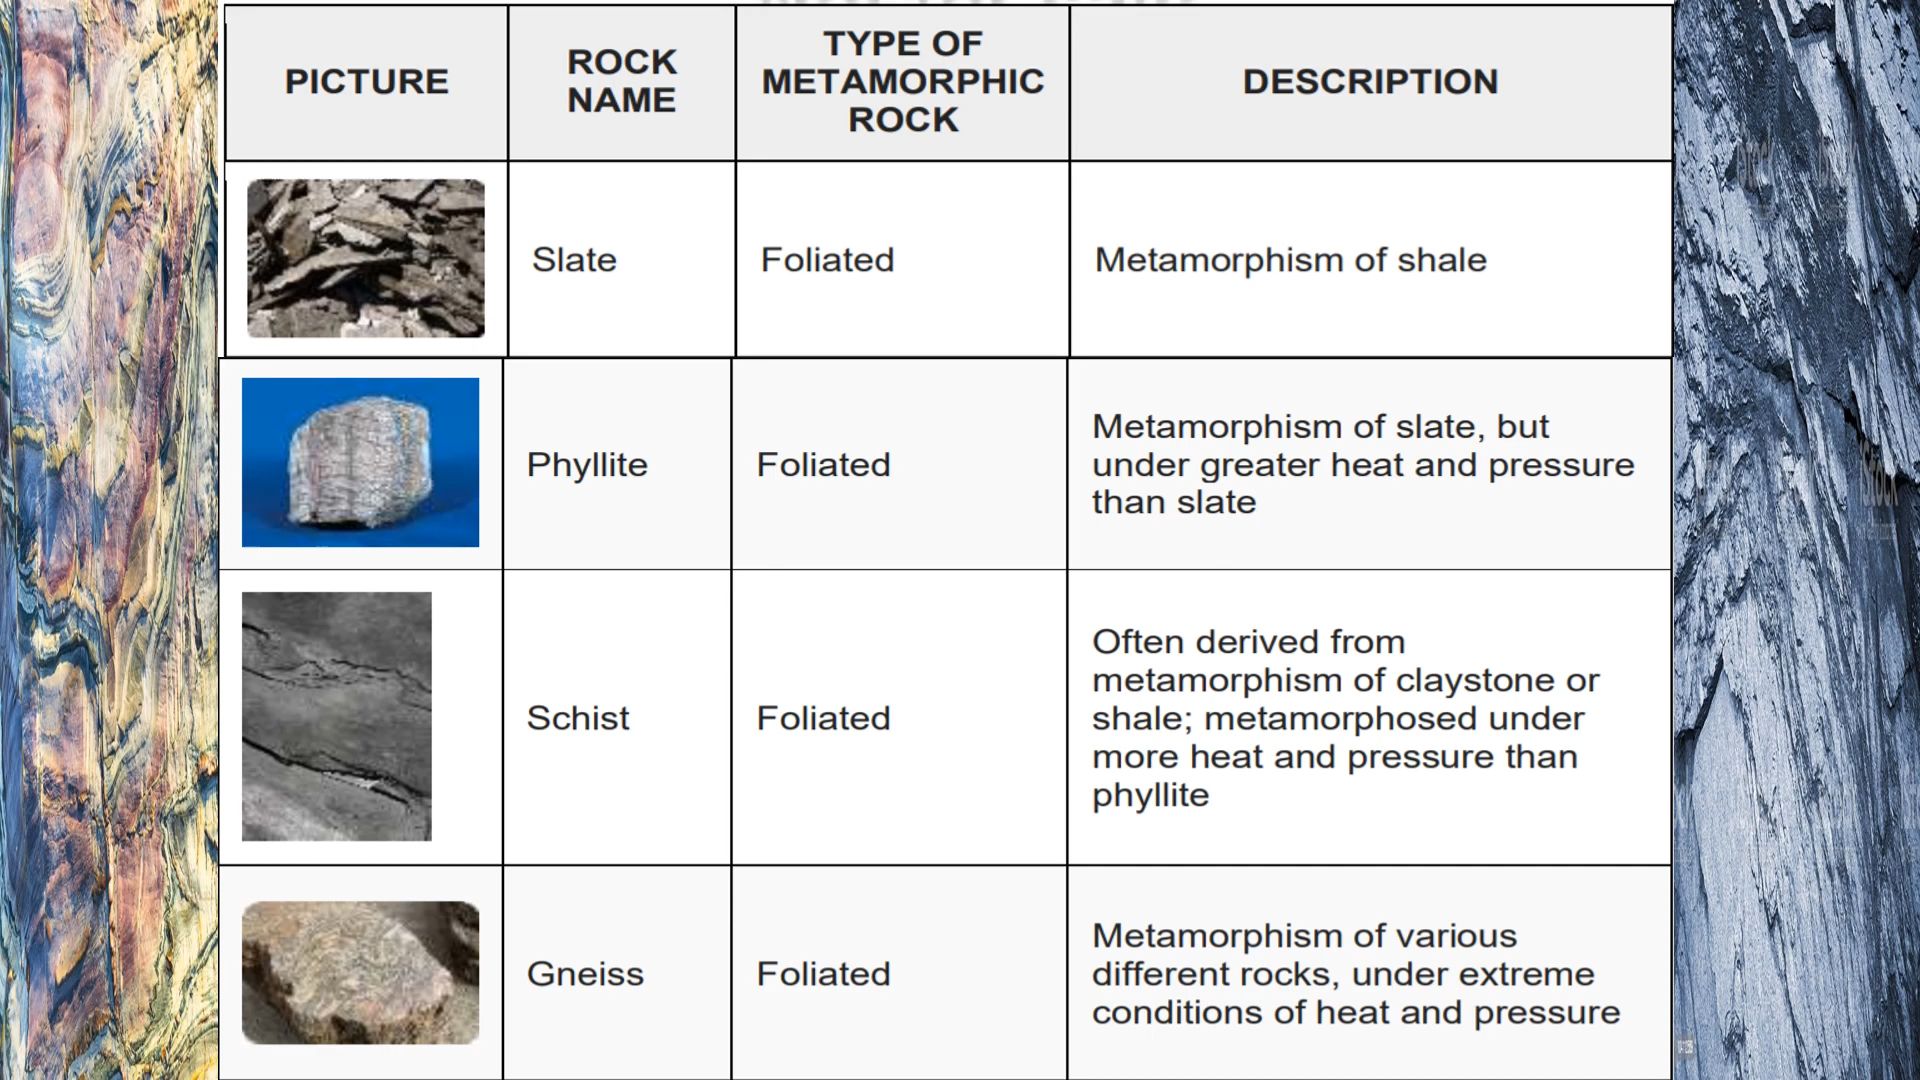 PICTURE
ROCK
NAME
TYPE OF
METAMORPHIC
ROCK
DESCRIPTION
Slate
Foliated
Metamorphism of shale
Phyllite
Foliated
Metamorphism of slate, but
under greater heat and pressure
than slate
Schist
Foliated
Often derived from
metamorphism of claystone or
shale; metamorphosed under
more heat and pressure than
phyllite
Gneiss
Foliated
Metamorphism of various
different rocks, under extreme
conditions of heat and pressure
iStock